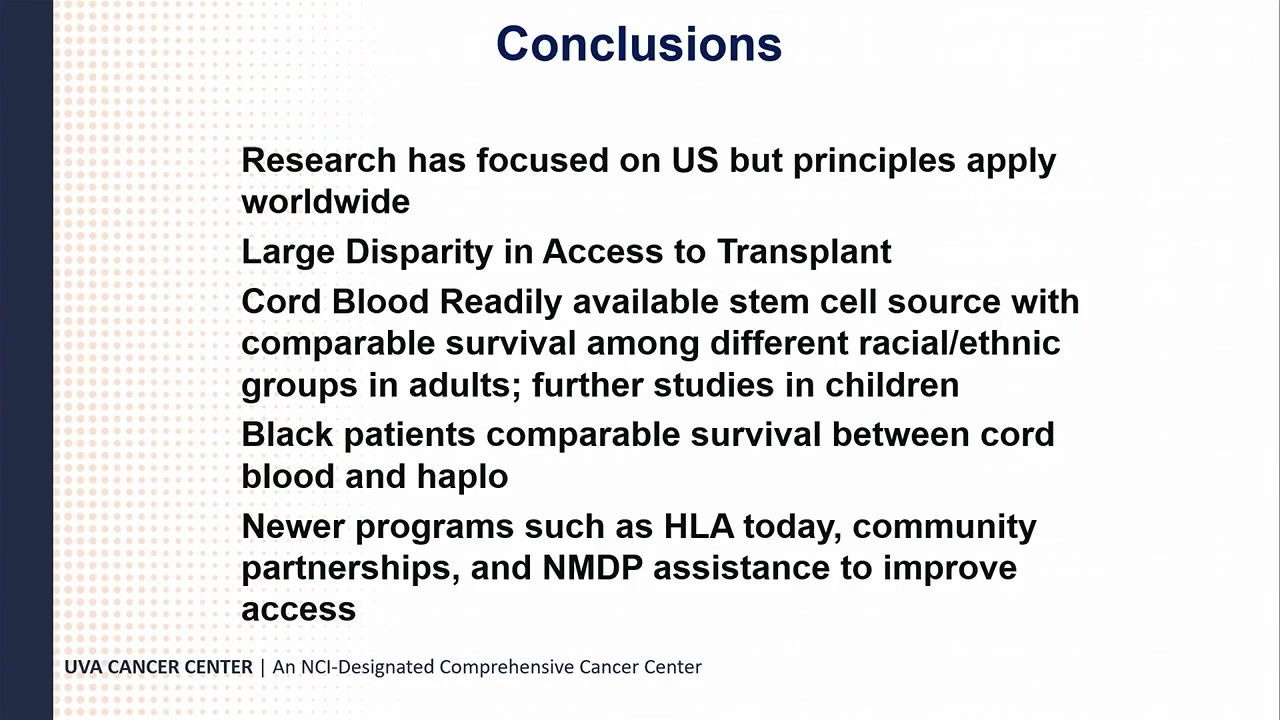 Conclusions
Research has focused on US but principles apply
worldwide
Large Disparity in Access to Transplant
Cord Blood Readily available stem cell source with
comparable survival among different racial/ethnic
groups in adults; further studies in children
Black patients comparable survival between cord
blood and haplo
Newer programs such as HLA today, community
partnerships, and NMDP assistance to improve
access
UVA CANCER CENTER | An NCI-Designated Comprehensive Cancer Center